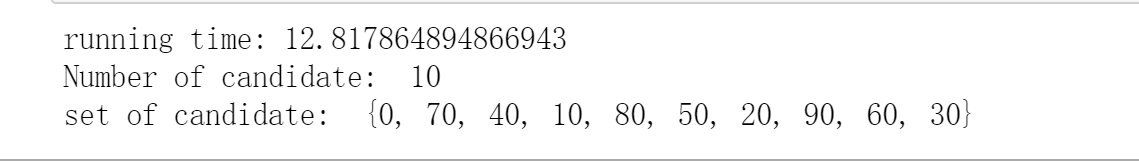 running time: 12.817864894866943
Number of candidate:  10
set of candidate:  {0, 70, 40, 10, 80, 50, 20, 90, 60, 30}